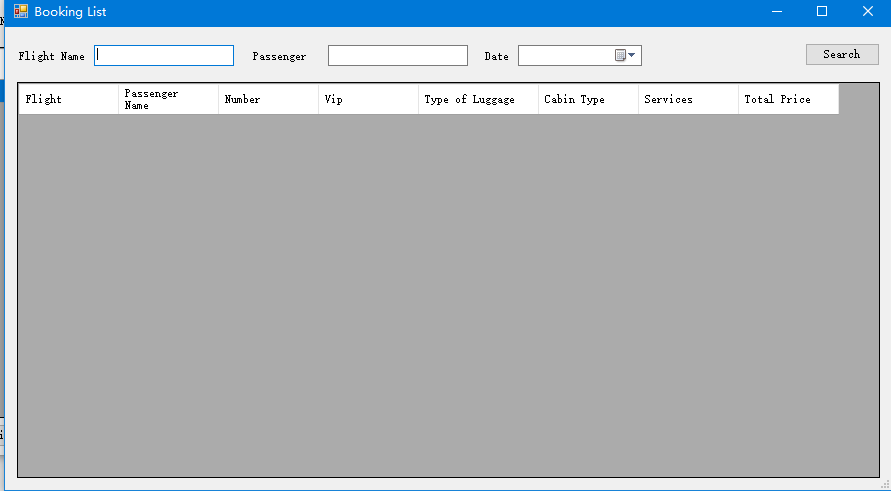 Booking List
Flight Name
Passenger
Date
Search
Flight
Passenger
Name
Number
Vip
Type of Luggage
Cabin Type
Services
Total Price